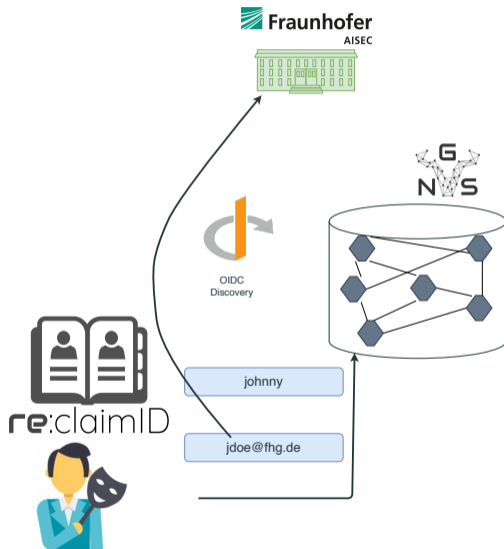 Fraunhofer
AISEC
G
N S
OIDC
Discovery
johnny
re:claimID
jdoe@fhg.de